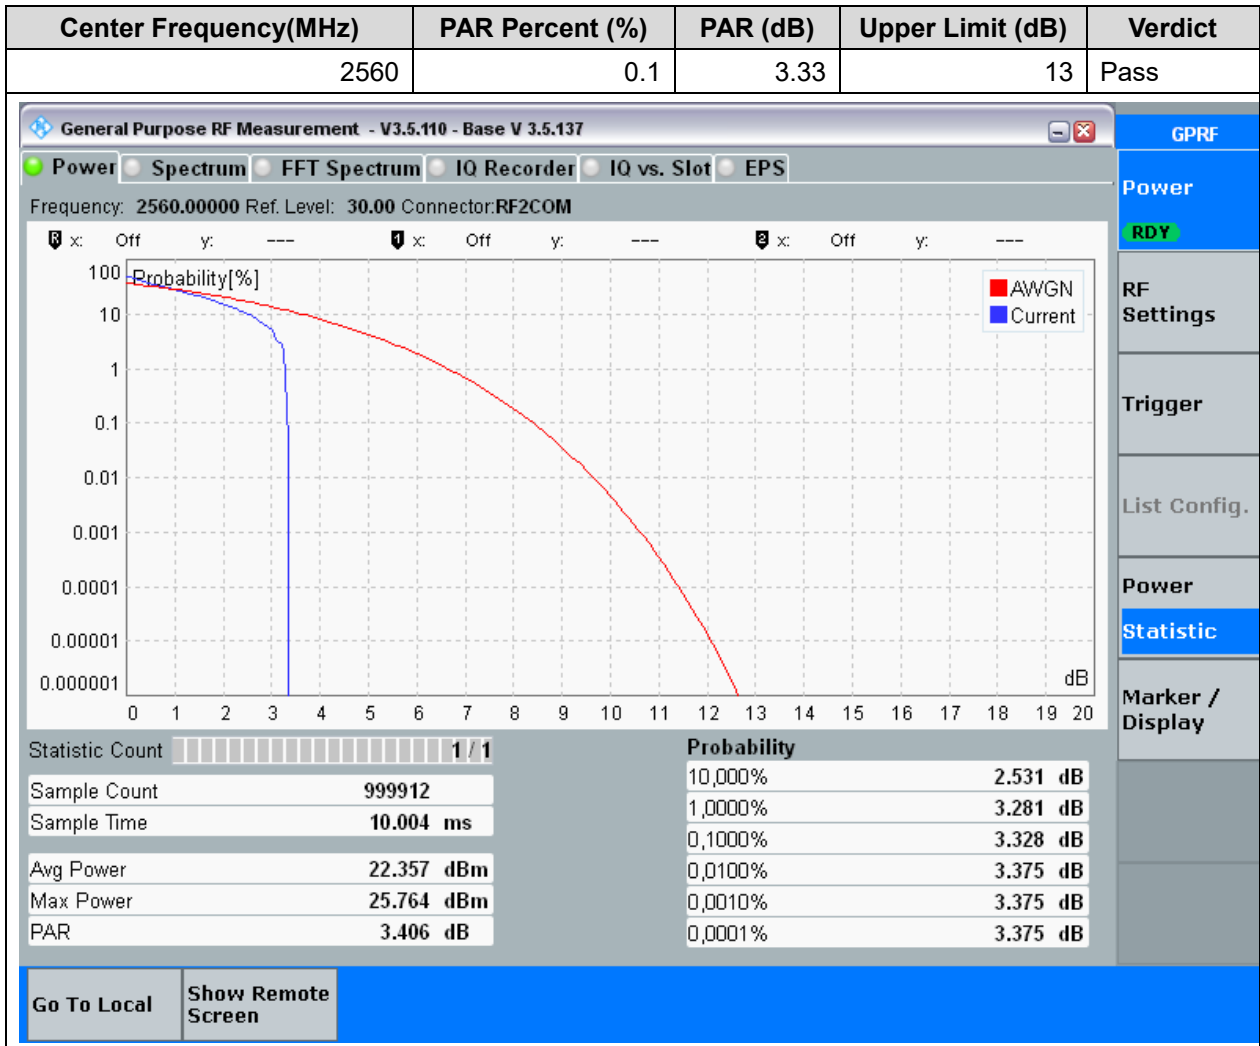 Center Frequency(MHz) PAR Percent (%) PAR (dB) Upper Limit (dB) Verdict
2560 0.1 3.33 13 Pass
General Purpose RF Measurement - V3.5.110 - Base V 3.5.137
GPRF
Power Spectrum FFT Spectrum IQ Recorder IQ vs. Slot EPS
Power
RDY
Frequency: 2560.00000 Ref. Level: 30.00 Connector:RF2COM
R x: Off y: --- 1 x: Off y: --- 2 x: Off y: ---
Probability[%]
AWGN
Current
100
10
1
0.1
0.01
0.001
0.0001
0.00001
0.000001
dB
0 1 2 3 4 5 6 7 8 9 10 11 12 13 14 15 16 17 18 19 20
RF
Settings
Trigger
List Config.
Power
Statistic
Marker /
Display
Statistic Count 1 / 1
Sample Count 999912
Sample Time 10.004 ms
Avg Power 22.357 dBm
Max Power 25.764 dBm
PAR 3.406 dB
Probability
10,000% 2.531 dB
1,0000% 3.281 dB
0,1000% 3.328 dB
0,0100% 3.375 dB
0,0010% 3.375 dB
0,0001% 3.375 dB
Go To Local
Show Remote
Screen